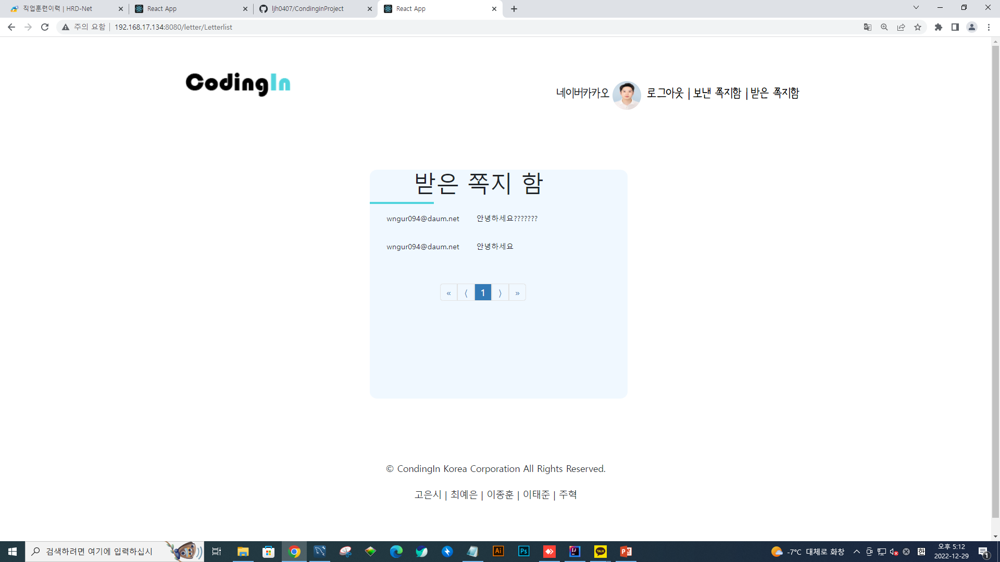 직업훈련이력 | HRD-Net
React App
ljh0407/CondinginProject
React App
주의 요함
192.168.17.134:8080/letter/Letterlist
CodingIn
네이버카카오
로그아웃 | 보낸 쪽지함 | 받은 쪽지함
받은 쪽지 함
wngur094@daum.net 안녕하세요???????
wngur094@daum.net 안녕하세요
« ⟨ 1 ⟩ »
© CondingIn Korea Corporation All Rights Reserved.
고은시 | 최예은 | 이종훈 | 이태준 | 주혁
검색하려면 여기에 입력하십시
Ai
Ps
IJ
TALK
P
-7°C 대체로 화창
한
오후 5:12
2022-12-29
1